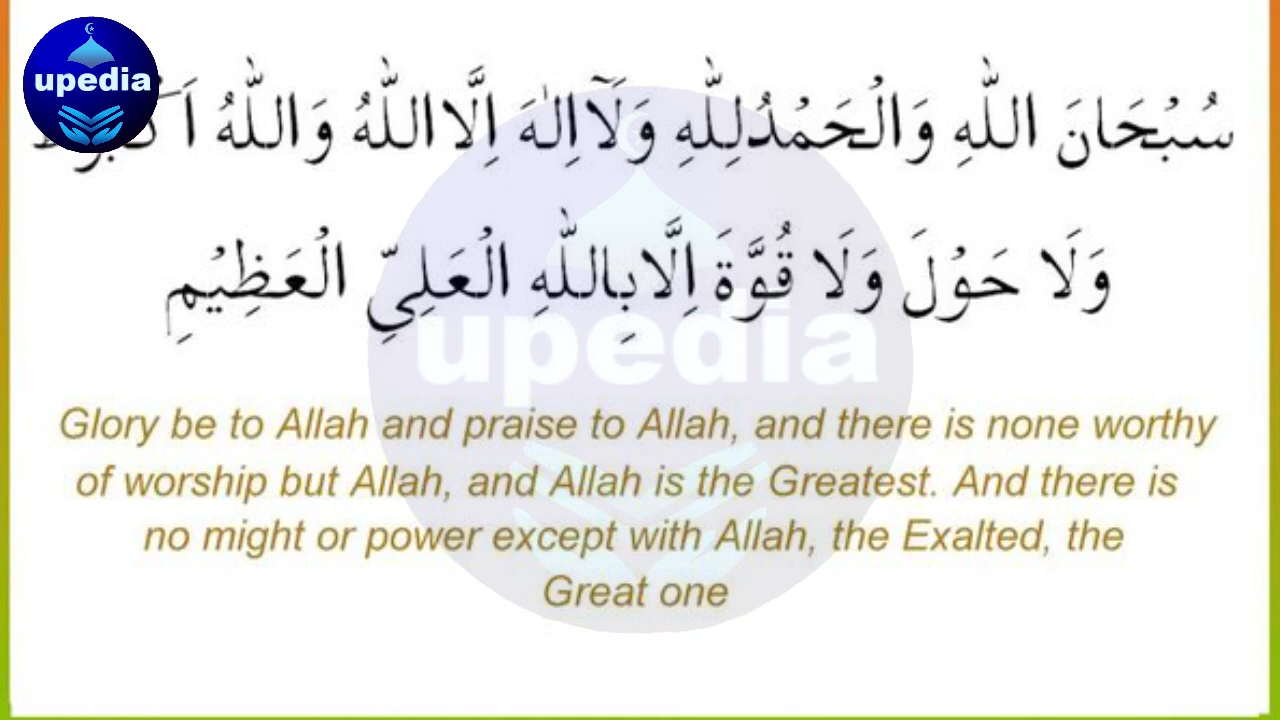 upedia
سُبْحَانَ اللّٰهِ وَالْحَمْدُلِلّٰهِ وَلَآاِلٰهَ اِلَّااللّٰهُ وَاللّٰهُ
وَلَا حَوْلَ وَلَا قُوَّةَ اِلَّابِاللّٰهِ الْعَلِىِّ الْعَظِيْمِ
upedia
Glory be to Allah and praise to Allah, and there is none worthy
of worship but Allah, and Allah is the Greatest. And there is
no might or power except with Allah, the Exalted, the
Great one